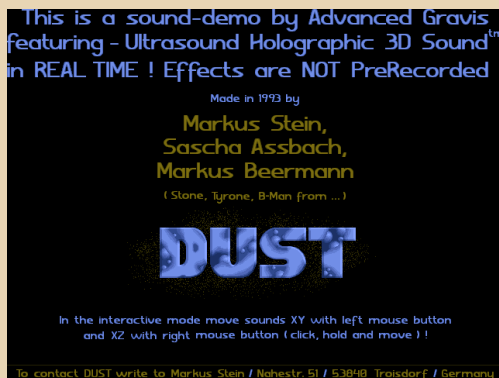 This is a sound-demo by Advanced Gravis
featuring - Ultrasound Holographic 3D Sound™
in REAL TIME ! Effects are NOT PreRecorded
Made in 1993 by
Markus Stein,
Sascha Assbach,
Markus Beermann
( Stone, Tyrone, B-Man from ... )
DUST
In the interactive mode move sounds XY with left mouse button
and XZ with right mouse button ( click, hold and move ) !
To contact DUST write to Markus Stein / Nahestr. 51 / 53840 Troisdorf / Germany